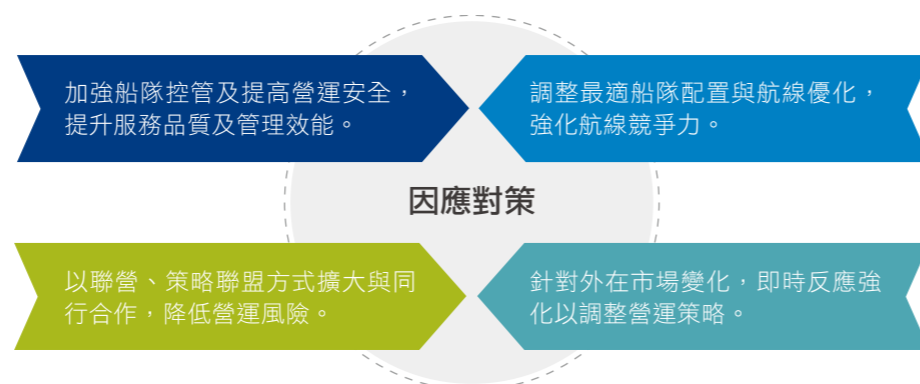 加強船隊控管及提高營運安全，
提升服務品質及管理效能。
調整最適船隊配置與航線優化，
強化航線競爭力。
因應對策
以聯營、策略聯盟方式擴大與同
行合作，降低營運風險。
針對外在市場變化，即時反應強
化以調整營運策略。